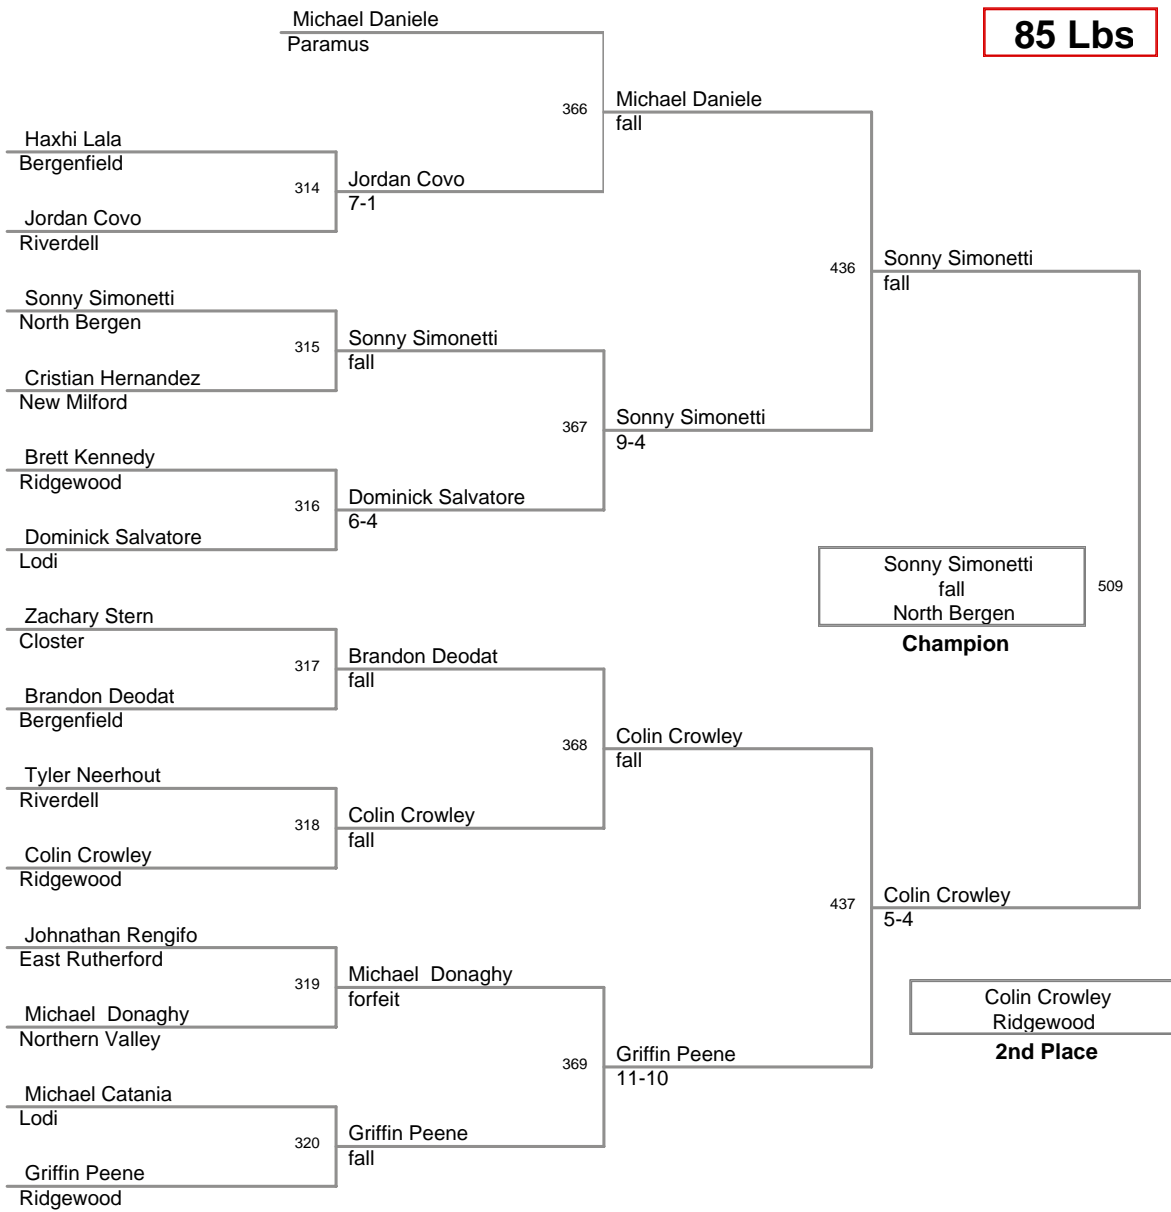 Michael Daniele
Paramus
85 Lbs
366
Michael Daniele
fall
Haxhi Lala
Bergenfield
314
Jordan Covo
7-1
Jordan Covo
Riverdell
436
Sonny Simonetti
fall
Sonny Simonetti
North Bergen
315
Sonny Simonetti
fall
Cristian Hernandez
New Milford
367
Sonny Simonetti
9-4
Brett Kennedy
Ridgewood
316
Dominick Salvatore
6-4
Dominick Salvatore
Lodi
Sonny Simonetti
fall
North Bergen
509
Champion
Zachary Stern
Closter
317
Brandon Deodat
fall
Brandon Deodat
Bergenfield
368
Colin Crowley
fall
Tyler Neerhout
Riverdell
318
Colin Crowley
fall
Colin Crowley
Ridgewood
437
Colin Crowley
5-4
Johnathan Rengifo
East Rutherford
319
Michael  Donaghy
forfeit
Michael  Donaghy
Northern Valley
Colin Crowley
Ridgewood
2nd Place
369
Griffin Peene
11-10
Michael Catania
Lodi
320
Griffin Peene
fall
Griffin Peene
Ridgewood